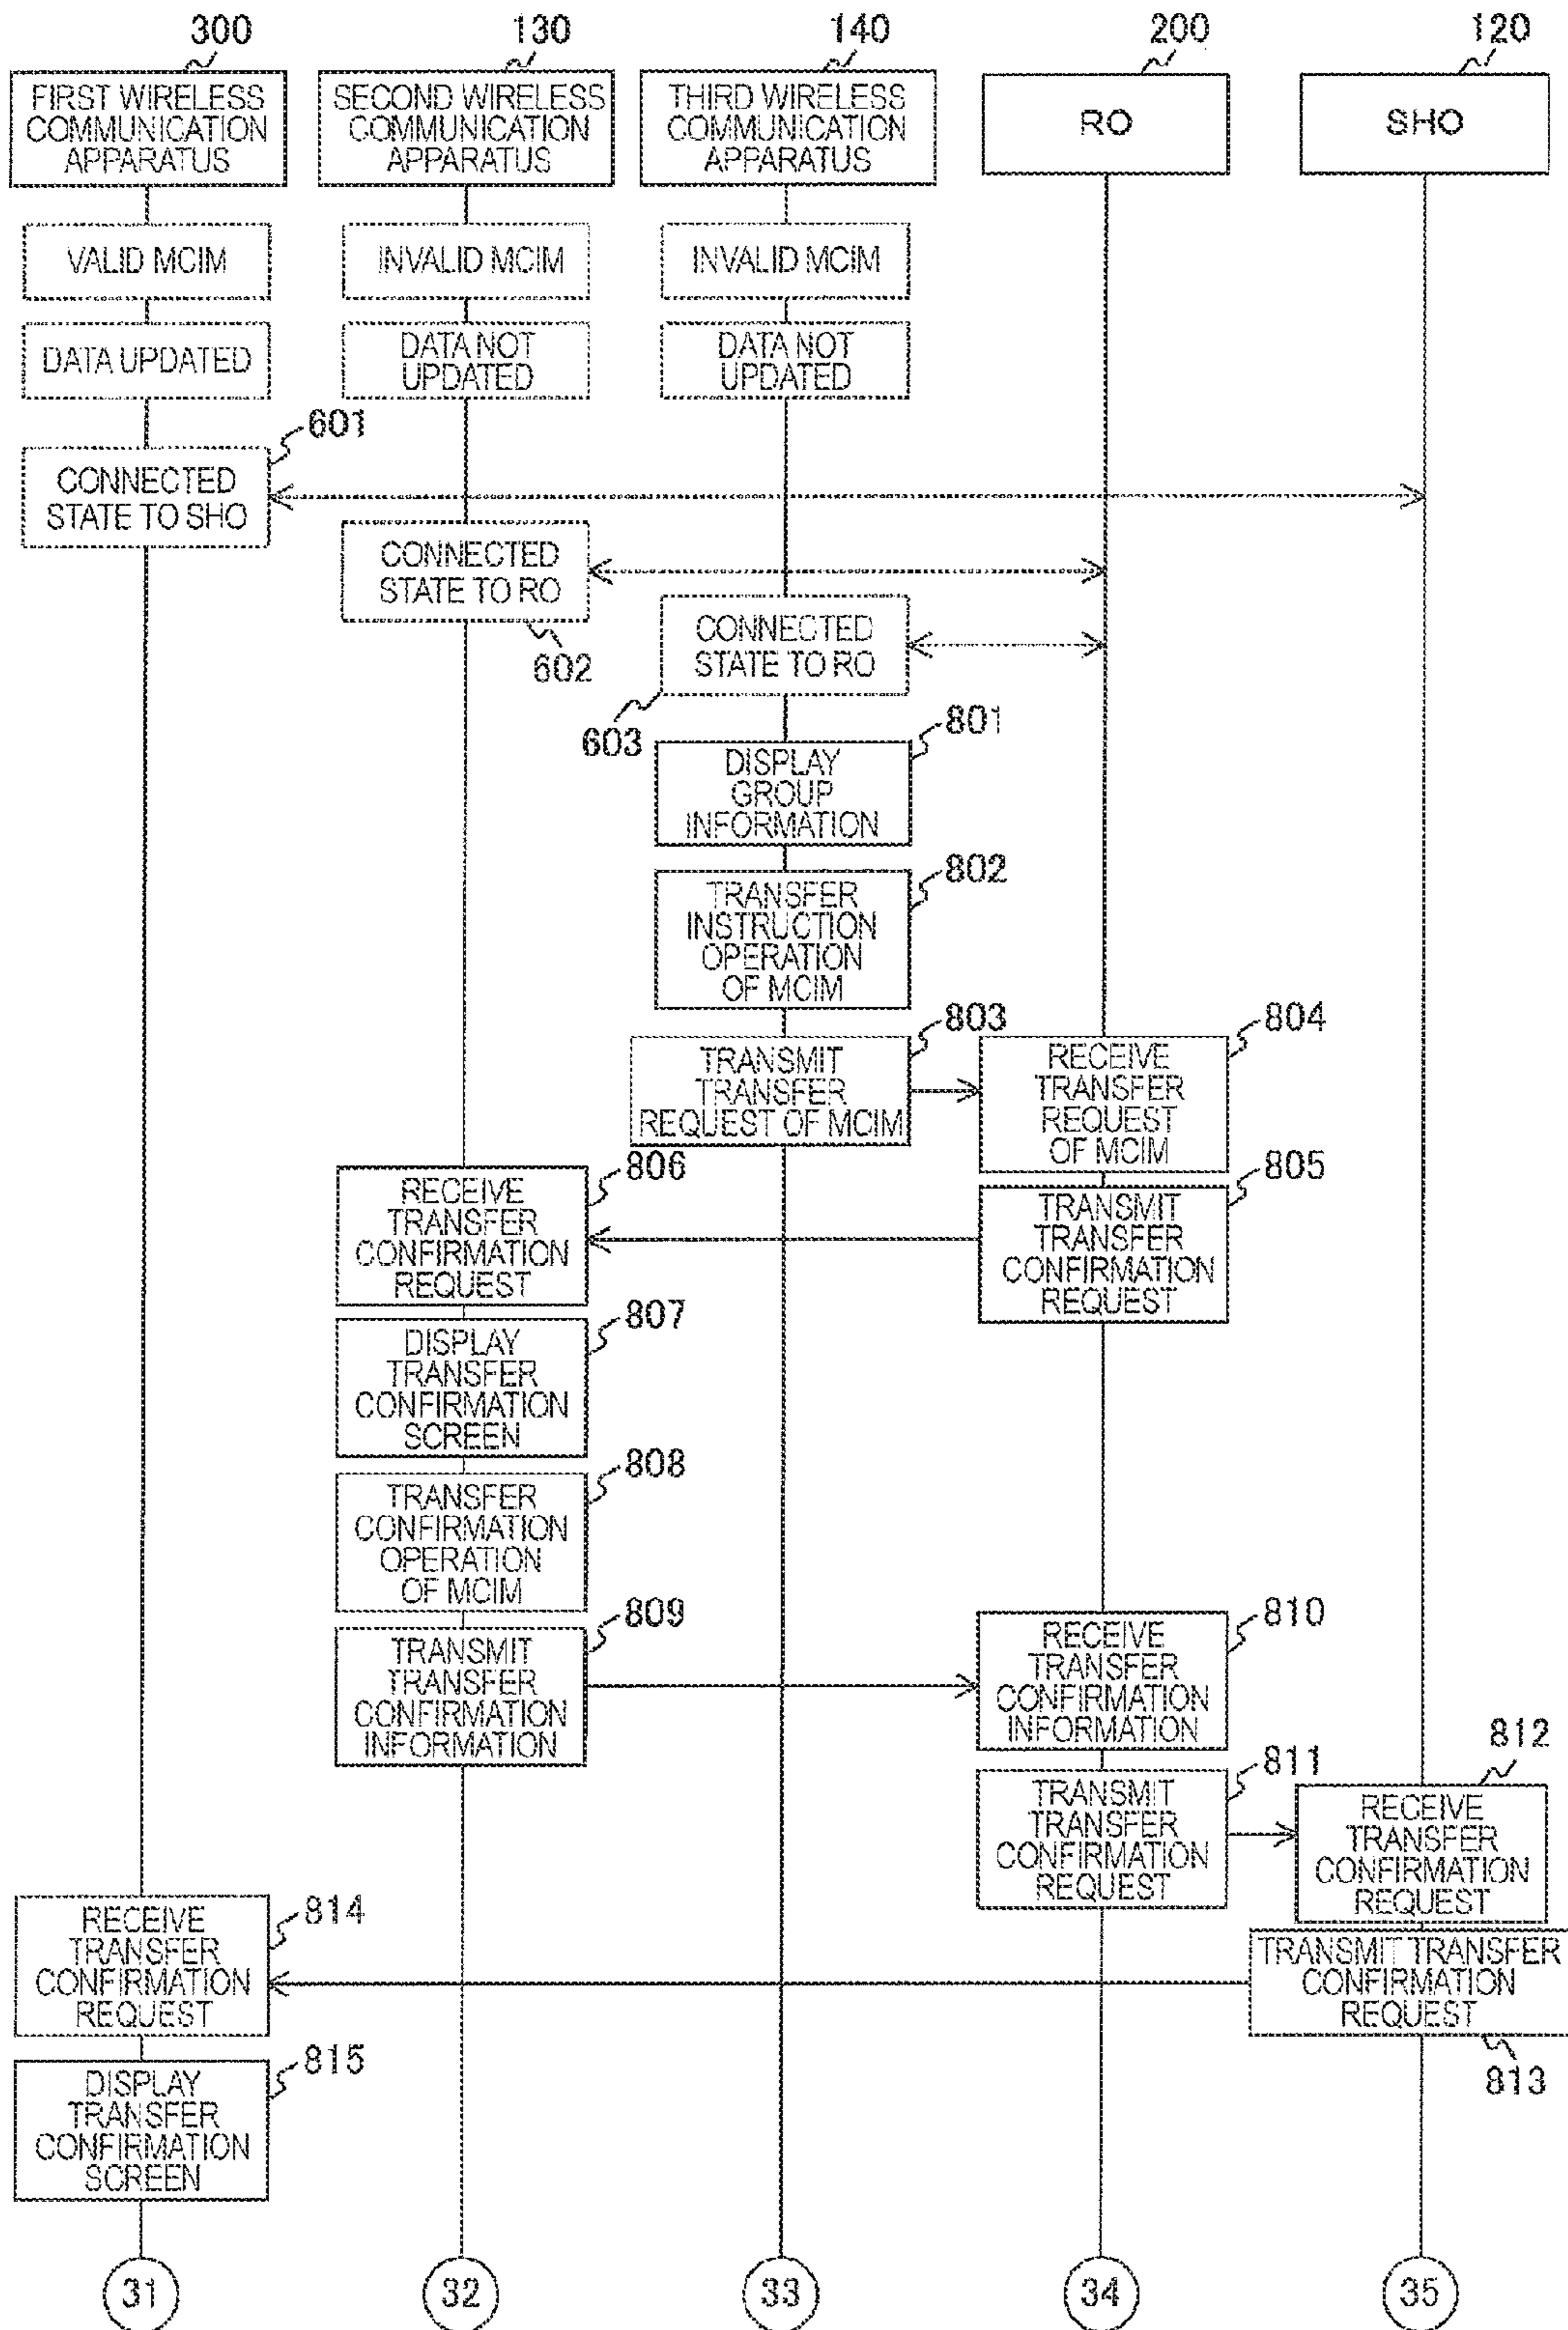 300
130
140
200
120
FIRST WIRELESS
COMMUNICATION
APPARATUS
SECOND WIRELESS
COMMUNICATION
APPARATUS
THIRD WIRELESS
COMMUNICATION
APPARATUS
RO
SHO
VALID MCIM
INVALID MCIM
INVALID MCIM
DATA UPDATED
DATA NOT
UPDATED
DATA NOT
UPDATED
601
CONNECTED
STATE TO SHO
CONNECTED
STATE TO RO
602
CONNECTED
STATE TO RO
603
801
DISPLAY
GROUP
INFORMATION
802
TRANSFER
INSTRUCTION
OPERATION
OF MCIM
803
TRANSMIT
TRANSFER
REQUEST OF MCIM
804
RECEIVE
TRANSFER
REQUEST
OF MCIM
805
TRANSMIT
TRANSFER
CONFIRMATION
REQUEST
806
RECEIVE
TRANSFER
CONFIRMATION
REQUEST
807
DISPLAY
TRANSFER
CONFIRMATION
SCREEN
808
TRANSFER
CONFIRMATION
OPERATION
OF MCIM
809
TRANSMIT
TRANSFER
CONFIRMATION
INFORMATION
810
RECEIVE
TRANSFER
CONFIRMATION
INFORMATION
811
TRANSMIT
TRANSFER
CONFIRMATION
REQUEST
812
RECEIVE
TRANSFER
CONFIRMATION
REQUEST
TRANSMIT TRANSFER
CONFIRMATION
REQUEST
813
814
RECEIVE
TRANSFER
CONFIRMATION
REQUEST
815
DISPLAY
TRANSFER
CONFIRMATION
SCREEN
31
32
33
34
35